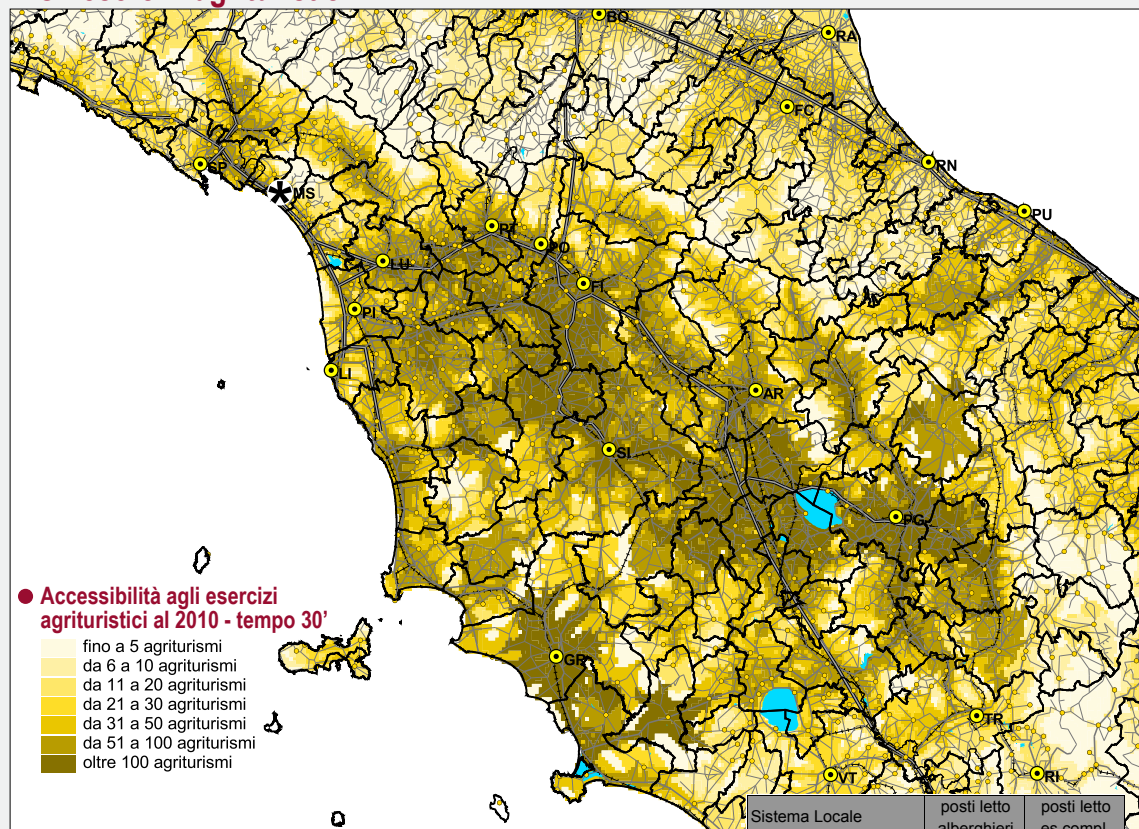 BO
RA
FC
SP
RN
MS
PU
PT
PO
LU
FI
PI
LI
AR
SI
PG
Accessibilità agli esercizi
agrituristici al 2010 - tempo 30’
fino a 5 agriturismi
da 6 a 10 agriturismi
da 11 a 20 agriturismi
da 21 a 30 agriturismi
da 31 a 50 agriturismi
da 51 a 100 agriturismi
oltre 100 agriturismi
GR
TR
VT
RI
Sistema Locale
posti letto
alberghieri
posti letto
es.compl.